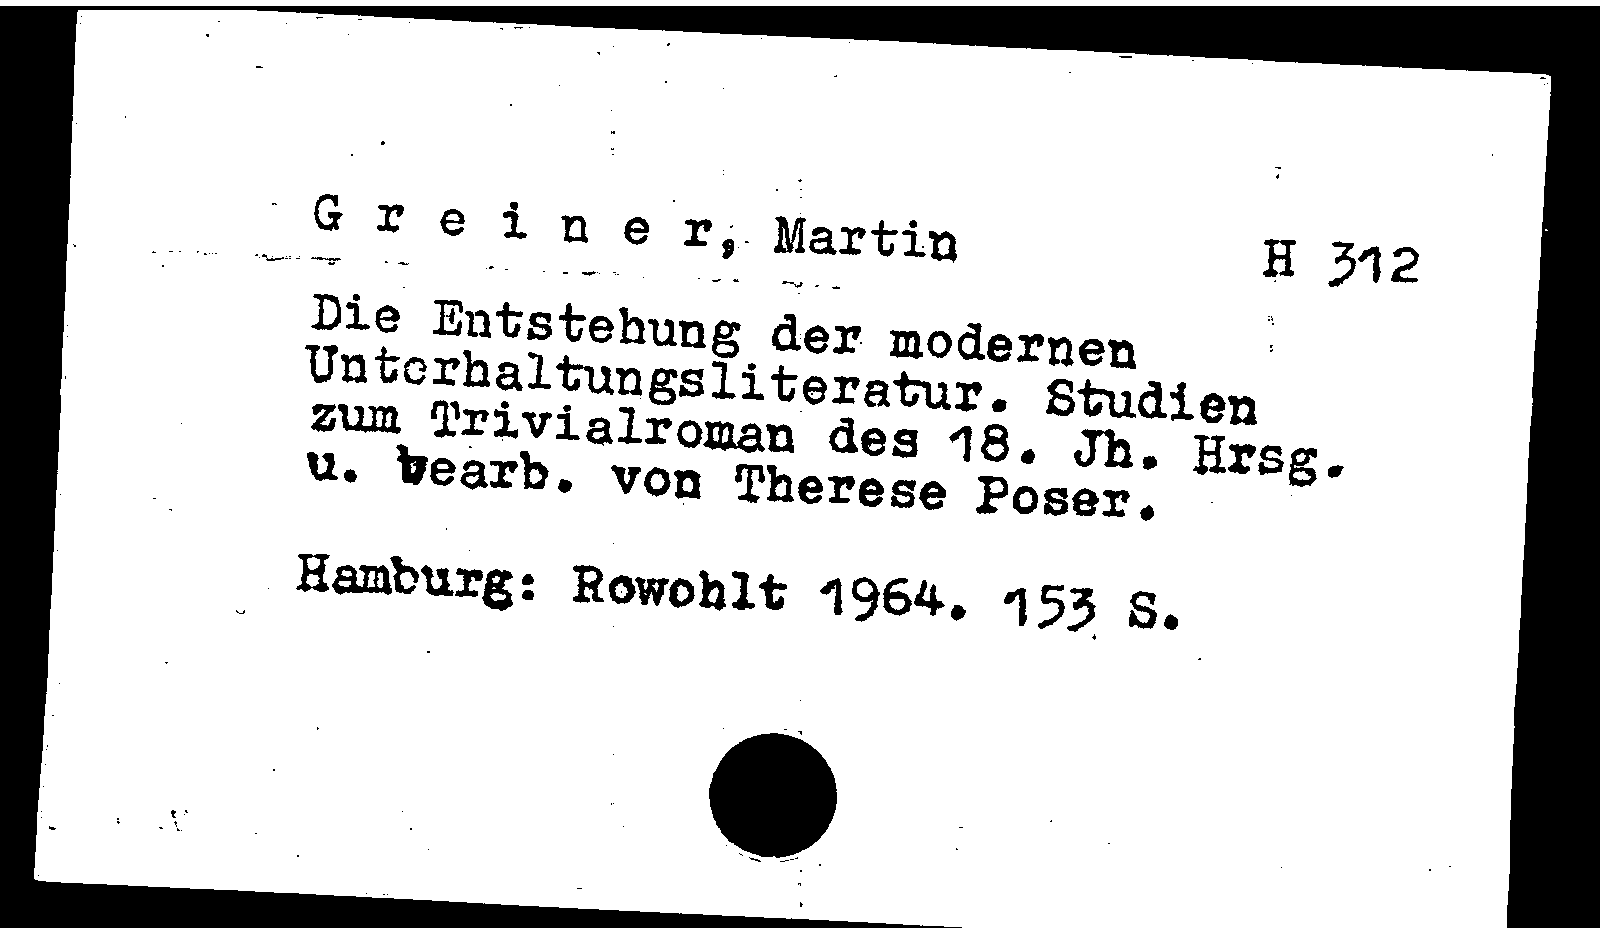 G r e i n e r, Martin
H 312
Die Entstehung der modernen
Unterhaltungsliteratur. Studien
zum Trivialroman des 18. Jh. Hrsg.
u. bearb. von Therese Poser.
Hamburg: Rowohlt 1964. 153 S.